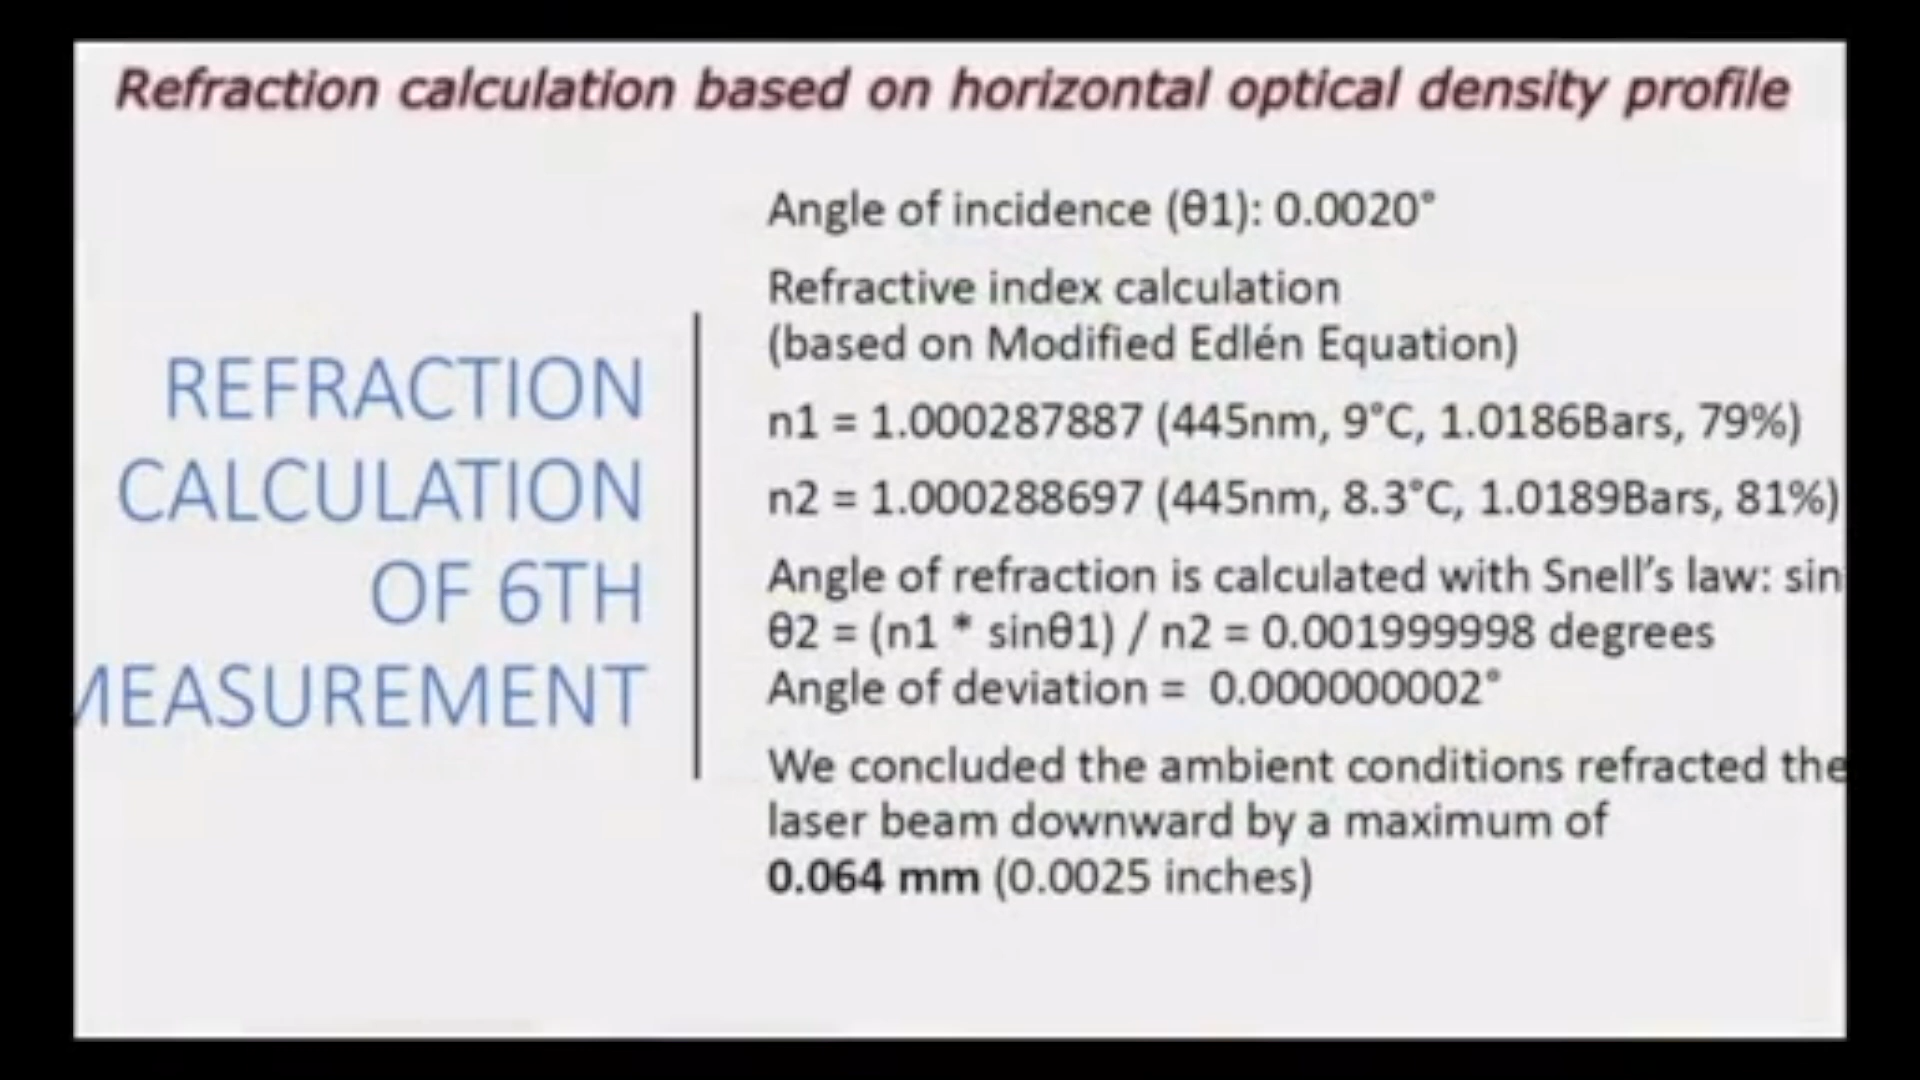 Refraction calculation based on horizontal optical density profile
REFRACTION
CALCULATION
OF 6TH
MEASUREMENT
Angle of incidence (θ1): 0.0020°
Refractive index calculation
(based on Modified Edlén Equation)
n1 = 1.000287887 (445nm, 9°C, 1.0186Bars, 79%)
n2 = 1.000288697 (445nm, 8.3°C, 1.0189Bars, 81%)
Angle of refraction is calculated with Snell’s law: sin
θ2 = (n1 * sinθ1) / n2 = 0.001999998 degrees
Angle of deviation = 0.000000002°
We concluded the ambient conditions refracted the
laser beam downward by a maximum of
0.064 mm (0.0025 inches)